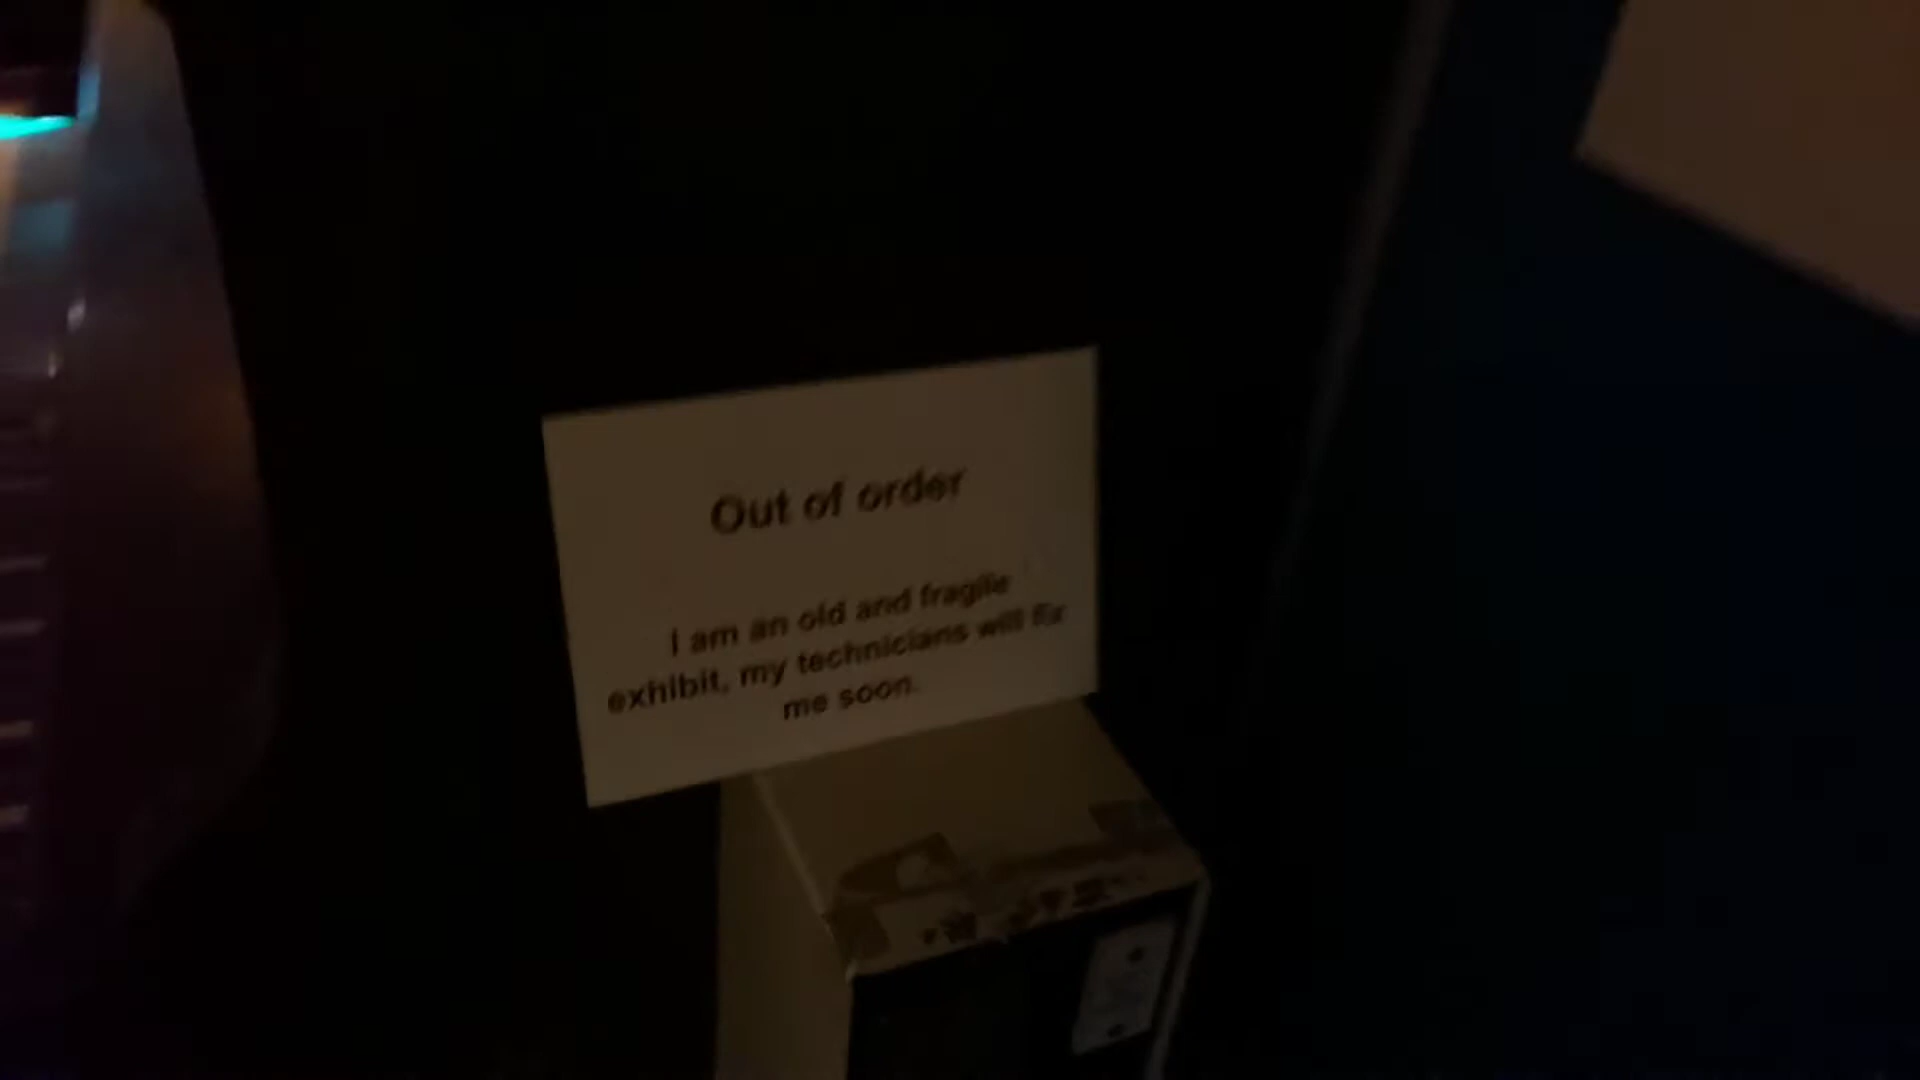 Out of order
I am an old and fragile
exhibit, my technicians will fix
me soon.